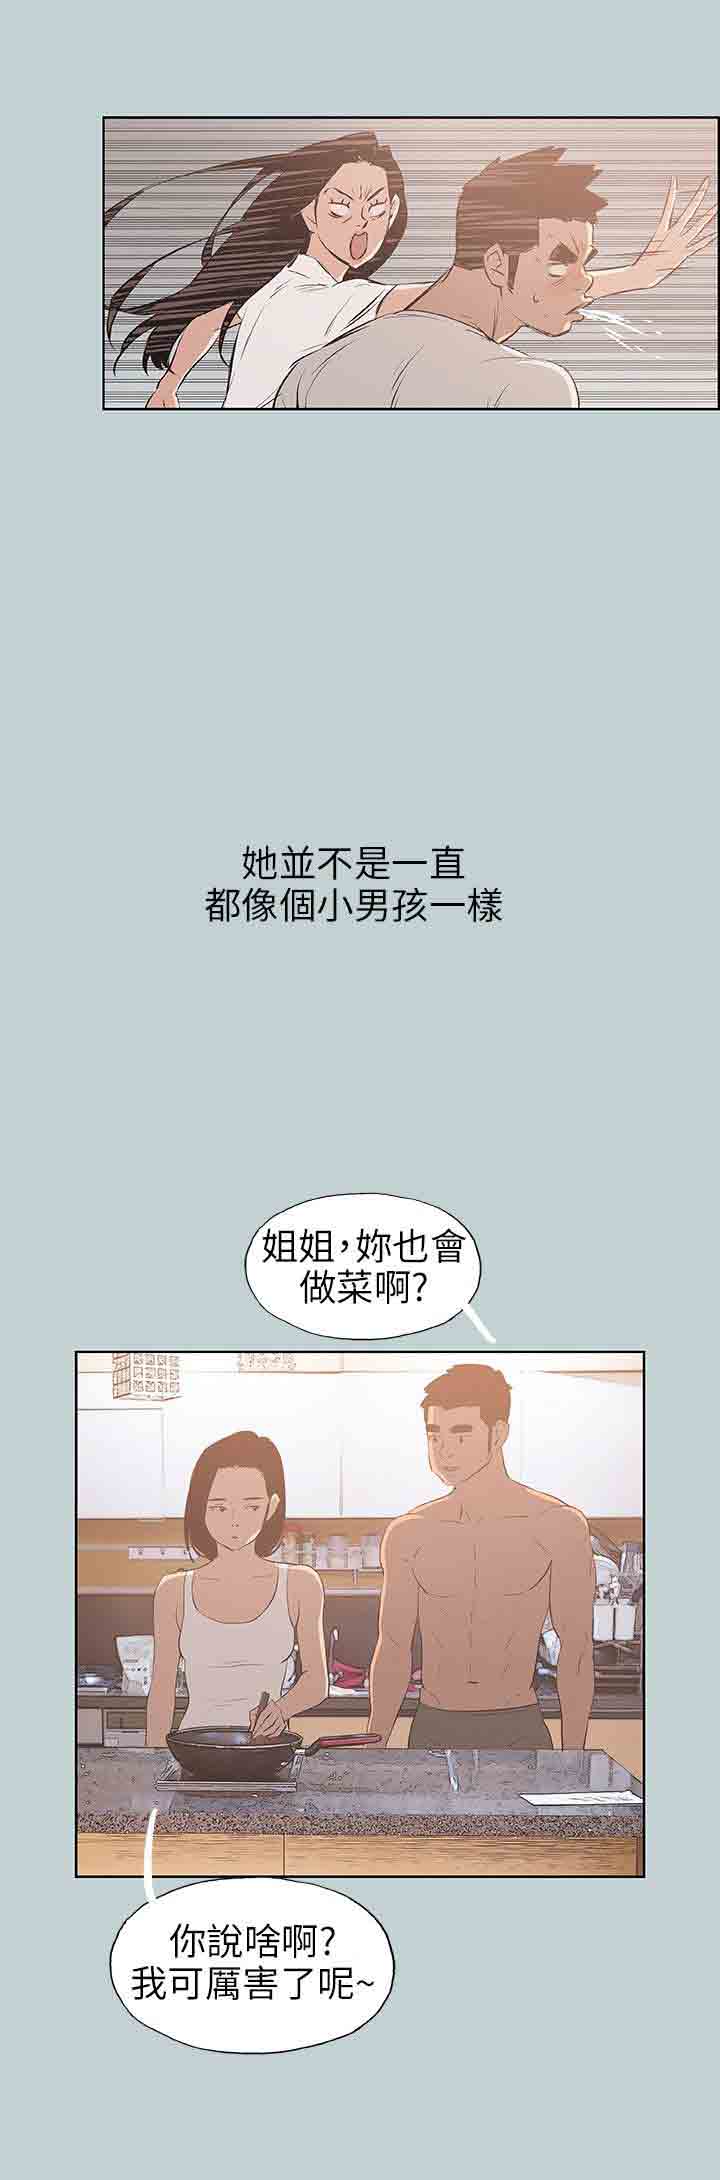 她並不是一直
都像個小男孩一樣
姐姐，妳也會
做菜啊?
你說啥啊?
我可厲害了呢~